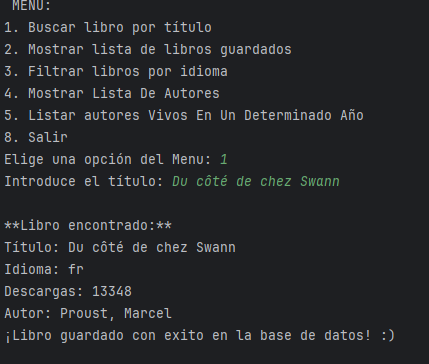 MENU:
1. Buscar libro por título
2. Mostrar lista de libros guardados
3. Filtrar libros por idioma
4. Mostrar Lista De Autores
5. Listar autores Vivos En Un Determinado Año
8. Salir
Elige una opción del Menu: 1
Introduce el título: Du côté de chez Swann
**Libro encontrado:**
Título: Du côté de chez Swann
Idioma: fr
Descargas: 13348
Autor: Proust, Marcel
¡Libro guardado con exito en la base de datos! :)